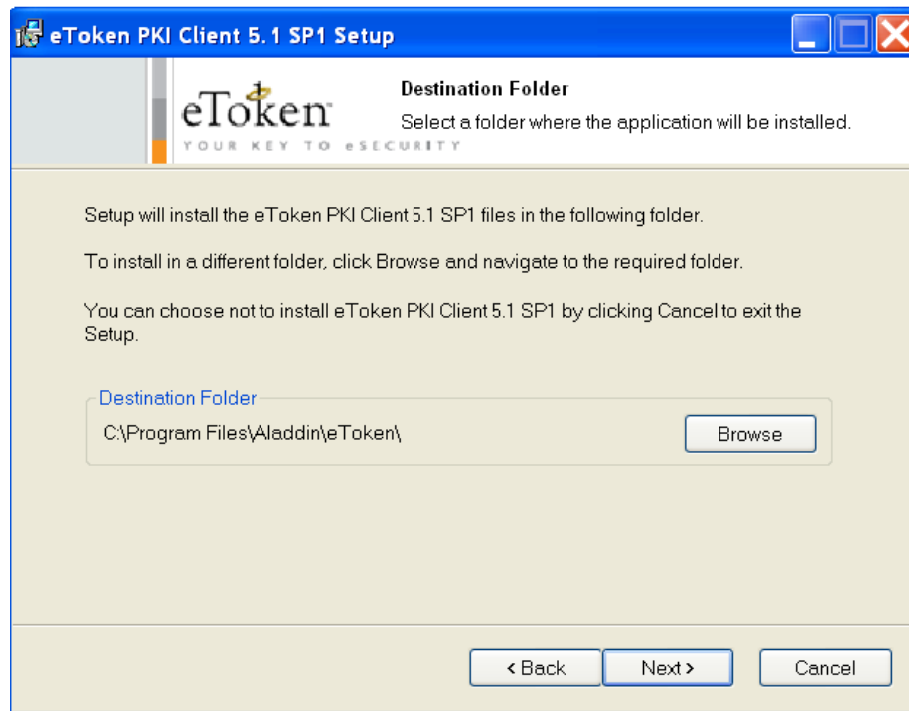 eToken PKI Client 5.1 SP1 Setup
eToken
YOUR KEY TO eSECURITY
Destination Folder
Select a folder where the application will be installed.
Setup will install the eToken PKI Client 5.1 SP1 files in the following folder.
To install in a different folder, click Browse and navigate to the required folder.
You can choose not to install eToken PKI Client 5.1 SP1 by clicking Cancel to exit the
Setup.
Destination Folder
C:\Program Files\Aladdin\eToken\
Browse
< Back
Next >
Cancel